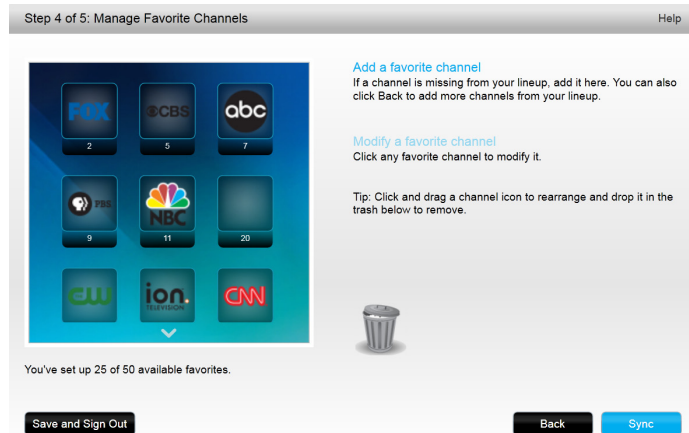 Step 4 of 5: Manage Favorite Channels
Help
FOX
CBS
abc
2
5
7
PBS
NBC
9
11
20
CW
ion
TELEVISION
CNN
Add a favorite channel
If a channel is missing from your lineup, add it here. You can also
click Back to add more channels from your lineup.
Modify a favorite channel
Click any favorite channel to modify it.
Tip: Click and drag a channel icon to rearrange and drop it in the
trash below to remove.
You've set up 25 of 50 available favorites.
Save and Sign Out
Back
Sync